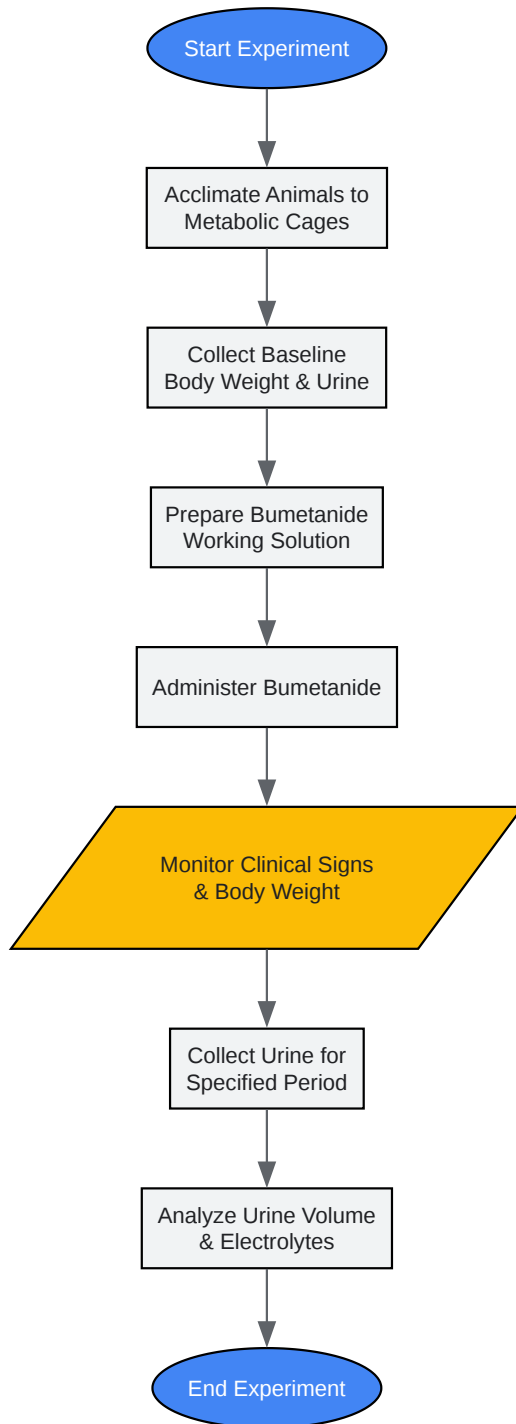 Start Experiment
Acclimate Animals to
Metabolic Cages
Collect Baseline
Body Weight & Urine
Prepare Bumetanide
Working Solution
Administer Bumetanide
Monitor Clinical Signs
& Body Weight
Collect Urine for
Specified Period
Analyze Urine Volume
& Electrolytes
End Experiment